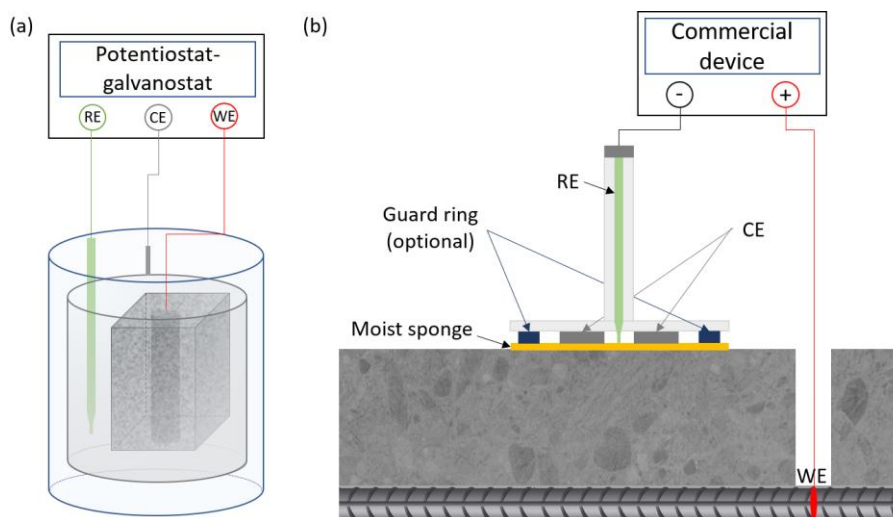 (a)
Potentiostat-
galvanostat
RE
CE
WE
(b)
Commercial
device
-
+
RE
Guard ring
(optional)
CE
Moist sponge
WE